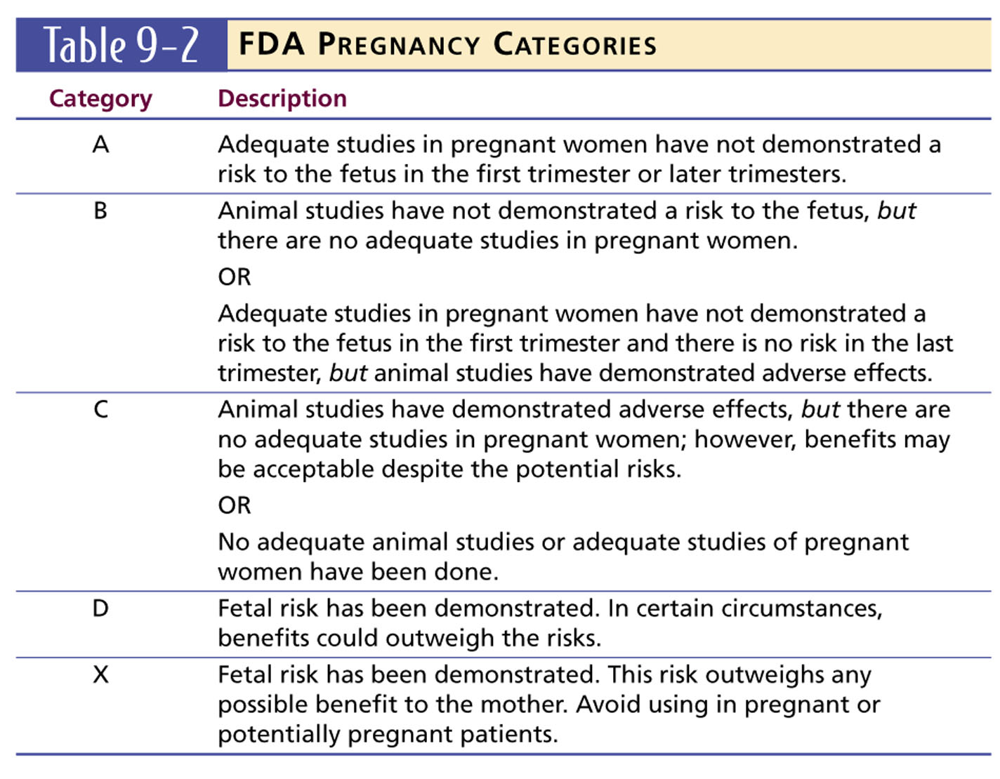 Table 9-2 FDA PREGNANCY CATEGORIES
Category Description
A Adequate studies in pregnant women have not demonstrated a
risk to the fetus in the first trimester or later trimesters.
B Animal studies have not demonstrated a risk to the fetus, but
there are no adequate studies in pregnant women.
OR
Adequate studies in pregnant women have not demonstrated a
risk to the fetus in the first trimester and there is no risk in the last
trimester, but animal studies have demonstrated adverse effects.
C Animal studies have demonstrated adverse effects, but there are
no adequate studies in pregnant women; however, benefits may
be acceptable despite the potential risks.
OR
No adequate animal studies or adequate studies of pregnant
women have been done.
D Fetal risk has been demonstrated. In certain circumstances,
benefits could outweigh the risks.
X Fetal risk has been demonstrated. This risk outweighs any
possible benefit to the mother. Avoid using in pregnant or
potentially pregnant patients.